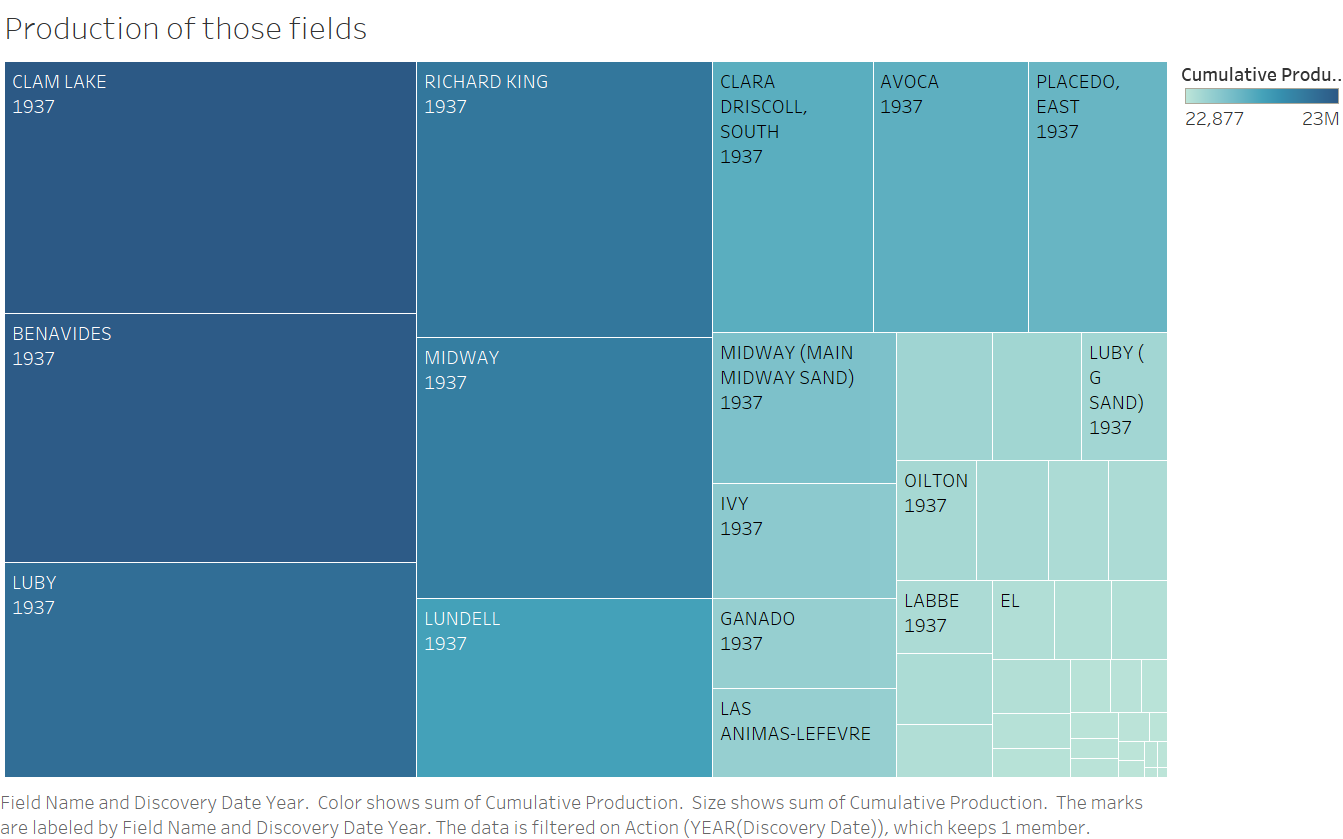 Production of those fields
CLAM LAKE
1937
BENAVIDES
1937
LUBY
1937
RICHARD KING
1937
MIDWAY
1937
LUNDELL
1937
CLARA
DRISCOLL,
SOUTH
1937
AVOCA
1937
PLACEDO,
EAST
1937
MIDWAY (MAIN
MIDWAY SAND)
1937
IVY
1937
GANADO
1937
LAS
ANIMAS-LEFEVRE
LUBY (
G
SAND)
1937
OILTON
1937
LABBE
1937
EL
Cumulative Produ..
22,877 23M
Field Name and Discovery Date Year.  Color shows sum of Cumulative Production.  Size shows sum of Cumulative Production.  The marks
are labeled by Field Name and Discovery Date Year. The data is filtered on Action (YEAR(Discovery Date)), which keeps 1 member.